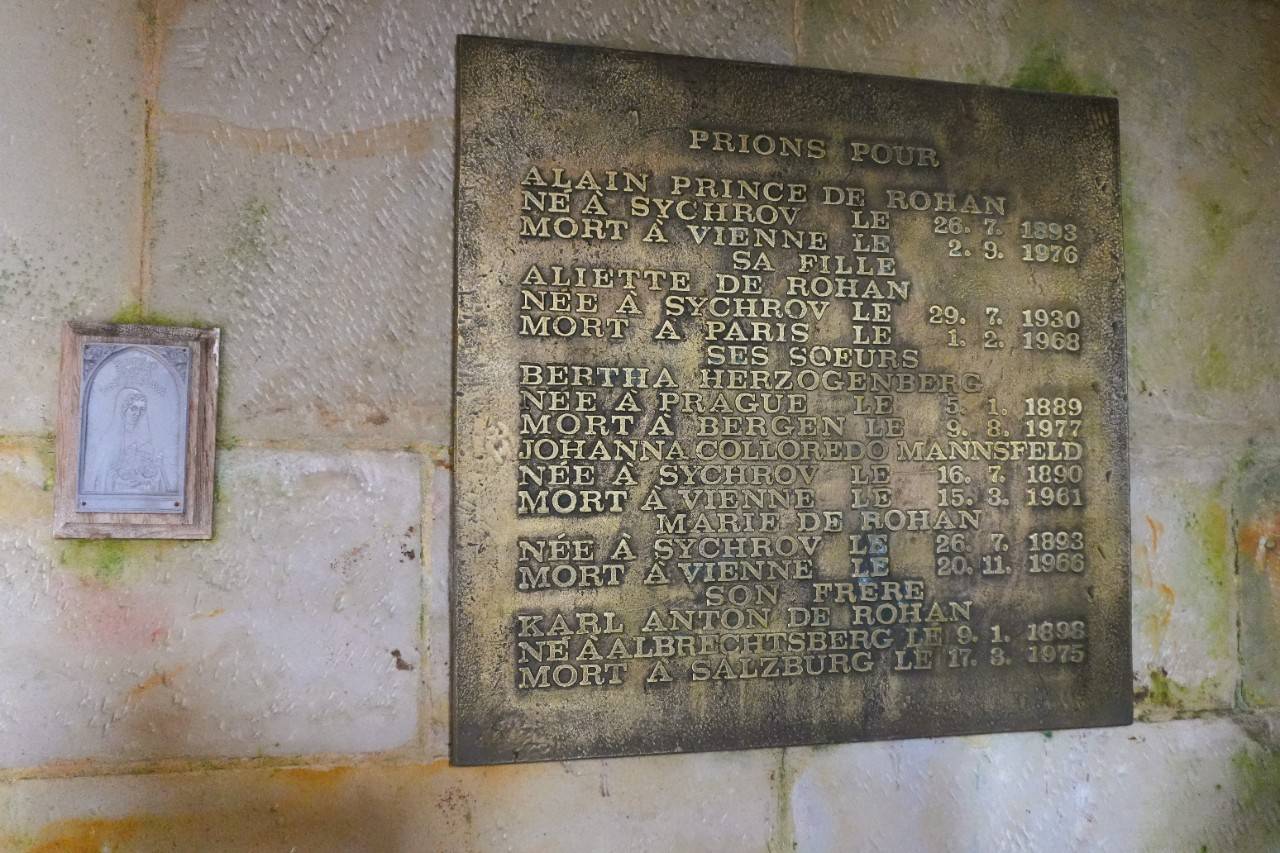 PRIONS POUR
ALAIN PRINCE DE ROHAN
NÉ À SYCHROV LE 26. 7. 1893
MORT À VIENNE LE 2. 9. 1976
SA FILLE
ALIETTE DE ROHAN
NÉE À SYCHROV LE 29. 7. 1930
MORT À PARIS LE 1. 2. 1968
SES SOEURS
BERTHA HERZOGENBERG
NÉE À PRAGUE LE 5. 1. 1889
MORT À BERGEN LE 9. 8. 1977
JOHANNA COLLOREDO MANNSFELD
NÉE À SYCHROV LE 16. 7. 1890
MORT À VIENNE LE 15. 3. 1961
MARIE DE ROHAN
NÉE À SYCHROV LE 26. 7. 1893
MORT À VIENNE LE 20. 11. 1966
SON FRÈRE
KARL ANTON DE ROHAN
NÉ À ALBRECHTSBERG LE 9. 1. 1898
MORT À SALZBURG LE 17. 3. 1975